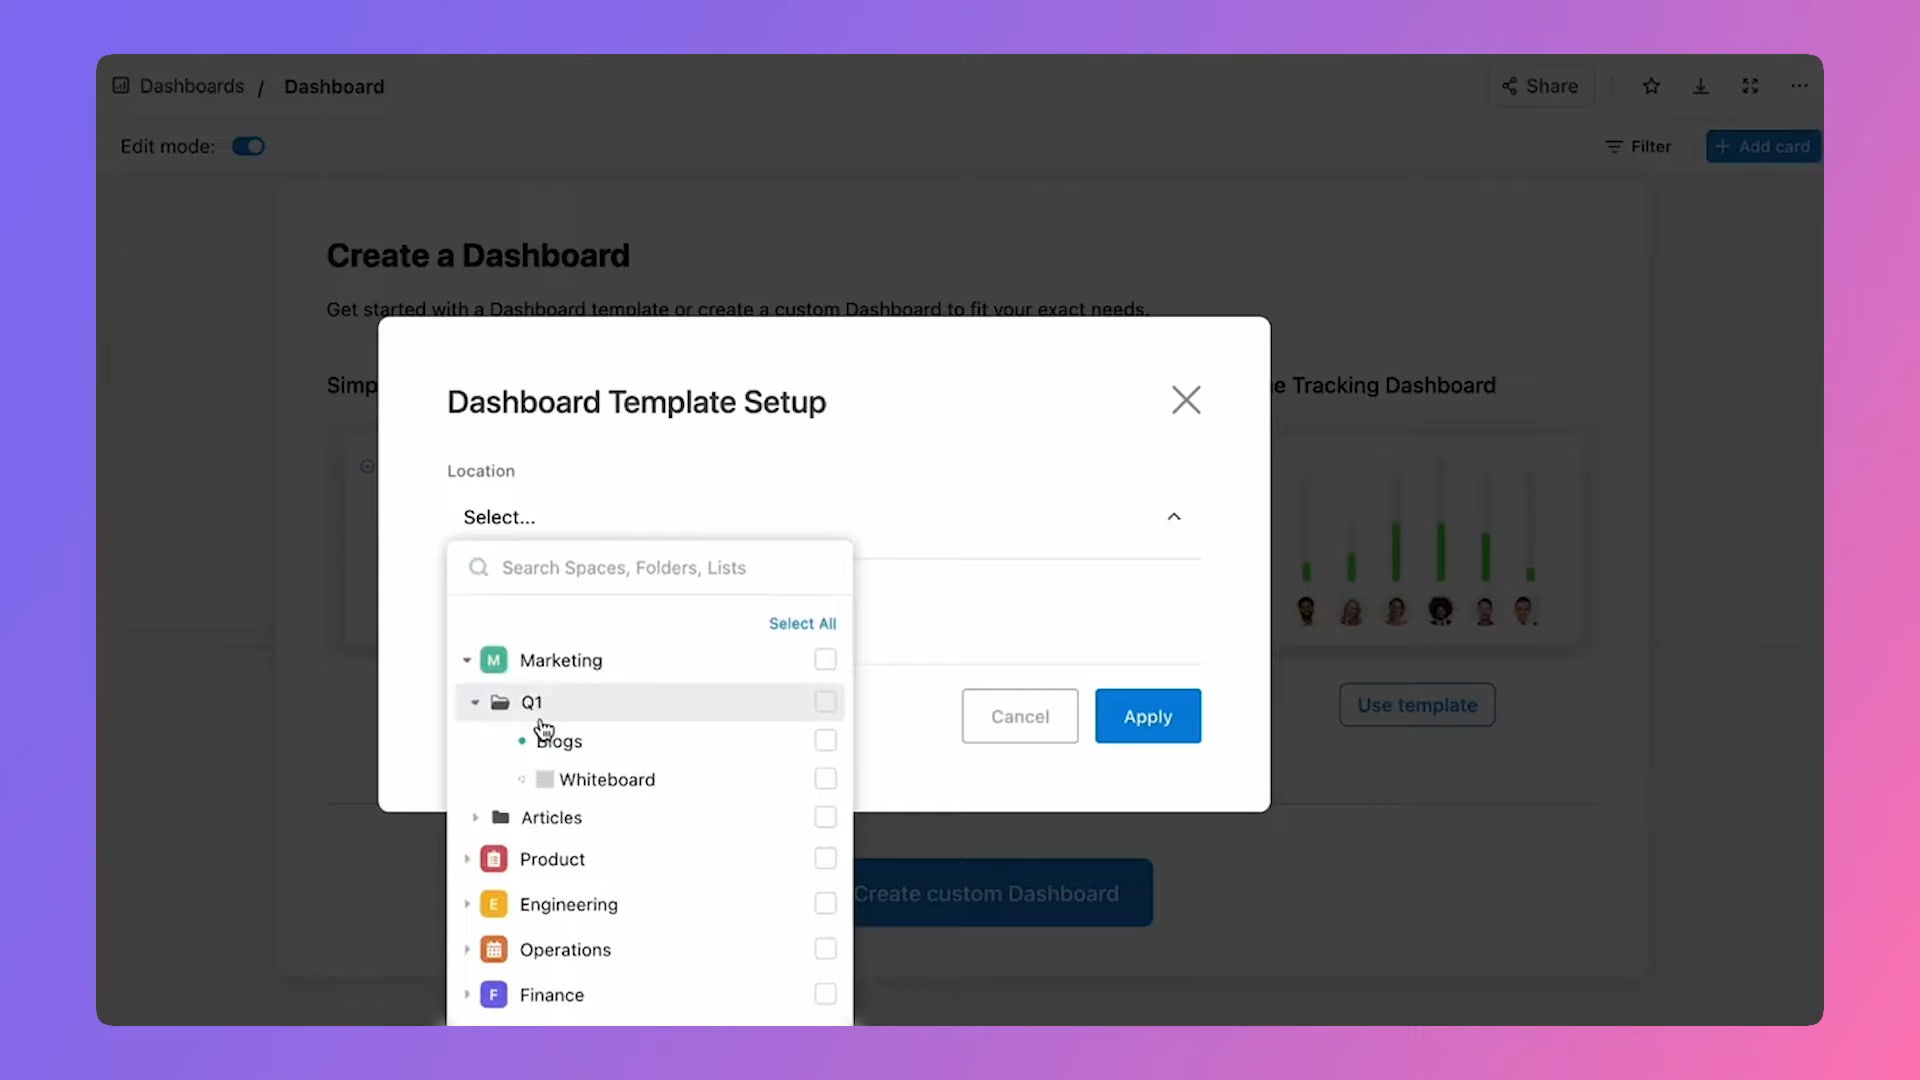 Dashboards / Dashboard
Share
Edit mode:
Filter
+ Add card
Create a Dashboard
Get started with a Dashboard template or create a custom Dashboard to fit your exact needs.
Simp
e Tracking Dashboard
Dashboard Template Setup
Location
Select...
Search Spaces, Folders, Lists
Select All
M Marketing
Q1
Blogs
Whiteboard
Articles
Product
E Engineering
Operations
F Finance
Cancel
Apply
Use template
Create custom Dashboard